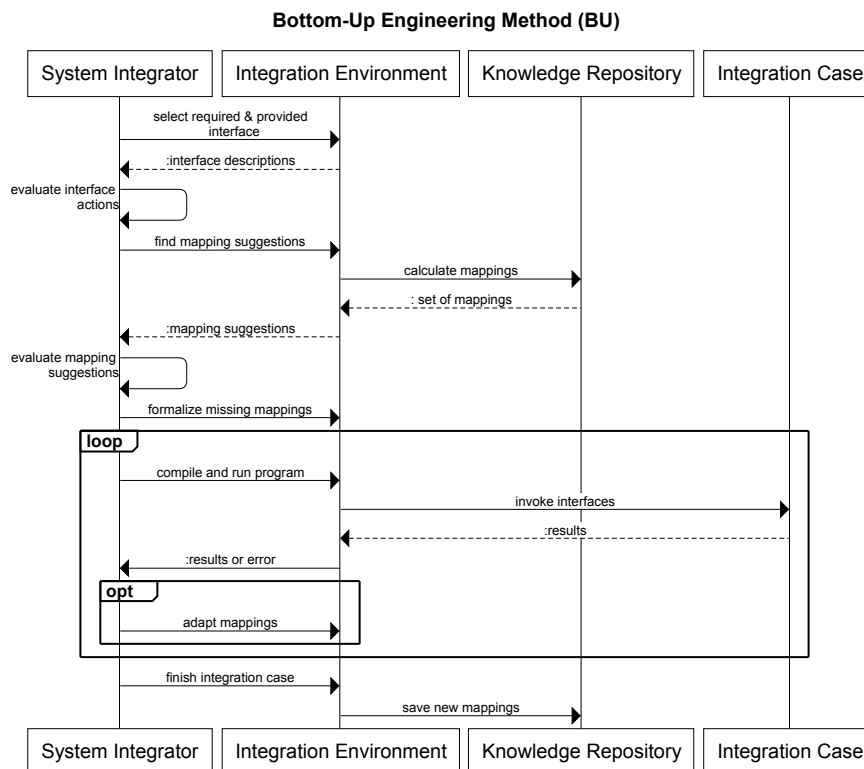 Bottom-Up Engineering Method (BU)
System Integrator
Integration Environment
Knowledge Repository
Integration Case
select required & provided
interface
:interface descriptions
evaluate interface
actions
find mapping suggestions
calculate mappings
: set of mappings
:mapping suggestions
evaluate mapping
suggestions
formalize missing mappings
loop
compile and run program
invoke interfaces
:results
:results or error
opt
adapt mappings
finish integration case
save new mappings
System Integrator
Integration Environment
Knowledge Repository
Integration Case